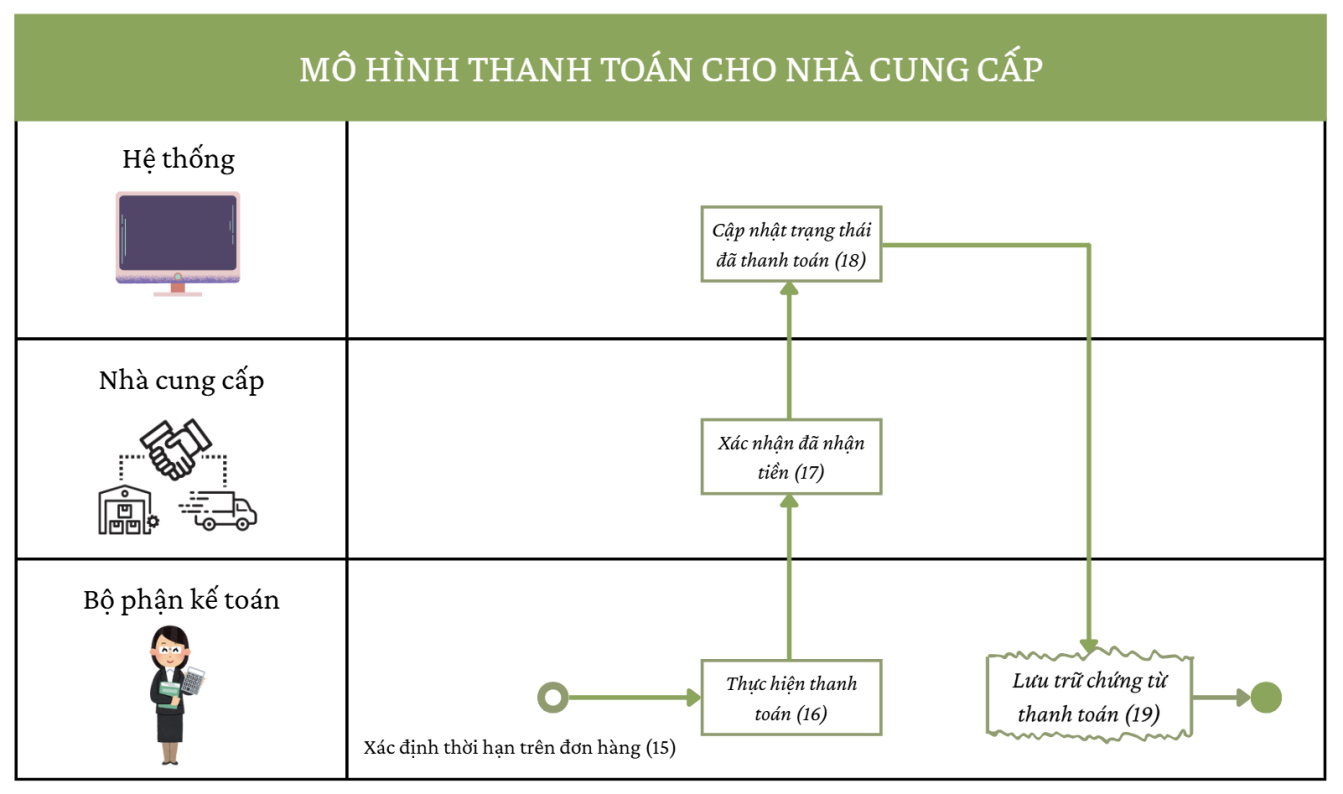 MÔ HÌNH THANH TOÁN CHO NHÀ CUNG CẤP
Hệ thống
Cập nhật trạng thái
đã thanh toán (18)
Nhà cung cấp
Xác nhận đã nhận
tiền (17)
Bộ phận kế toán
Xác định thời hạn trên đơn hàng (15)
Thực hiện thanh
toán (16)
Lưu trữ chứng từ
thanh toán (19)